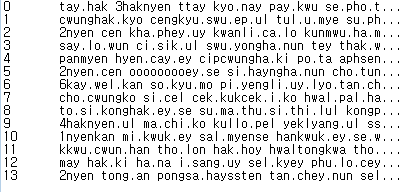 0 tay.hak 3haknyen ttay kyo.nay pay.kwu se.pho.t...
1 cwunghak.kyo cengkyu.swu.ep.ul tul.u.mye su.ph...
2 2nyen cen kha.phey.uy kwanli.ca.lo kunmwu.ha.m...
3 say.lo.wun ci.sik.ul swu.yongha.nun tey thak.w...
4 panmyen hyen.cay.ey cipcwungha.ki po.ta aphsen...
5 2nyen.cen oooooooo.ey.se si.hayngha.nun cho.tun...
6 6kay.wel.kan so.kyu.mo pi.yengli.uy.lyo.tan.ch...
7 cho.cwungko si.cel cek.kukcek.i.ko hwal.pal.ha...
8 to.si.konghak.ey.se su.ma.thu.si.thi.lul kongp...
9 4haknyen.ul ma.chi.ko kullo.pel yeklyang.ul ss...
10 1nyenkan mi.kwuk.ey sal.myense hankwuk.ey.se.w...
11 kkwu.cwun.han tho.lon hak.hoy hwaltongkwa tho....
12 may hak.ki ha.na i.sang.uy sel.kyey phu.lo.cey...
13 2nyen tong.an pongsa.hayssten tan.chey.nun sel...